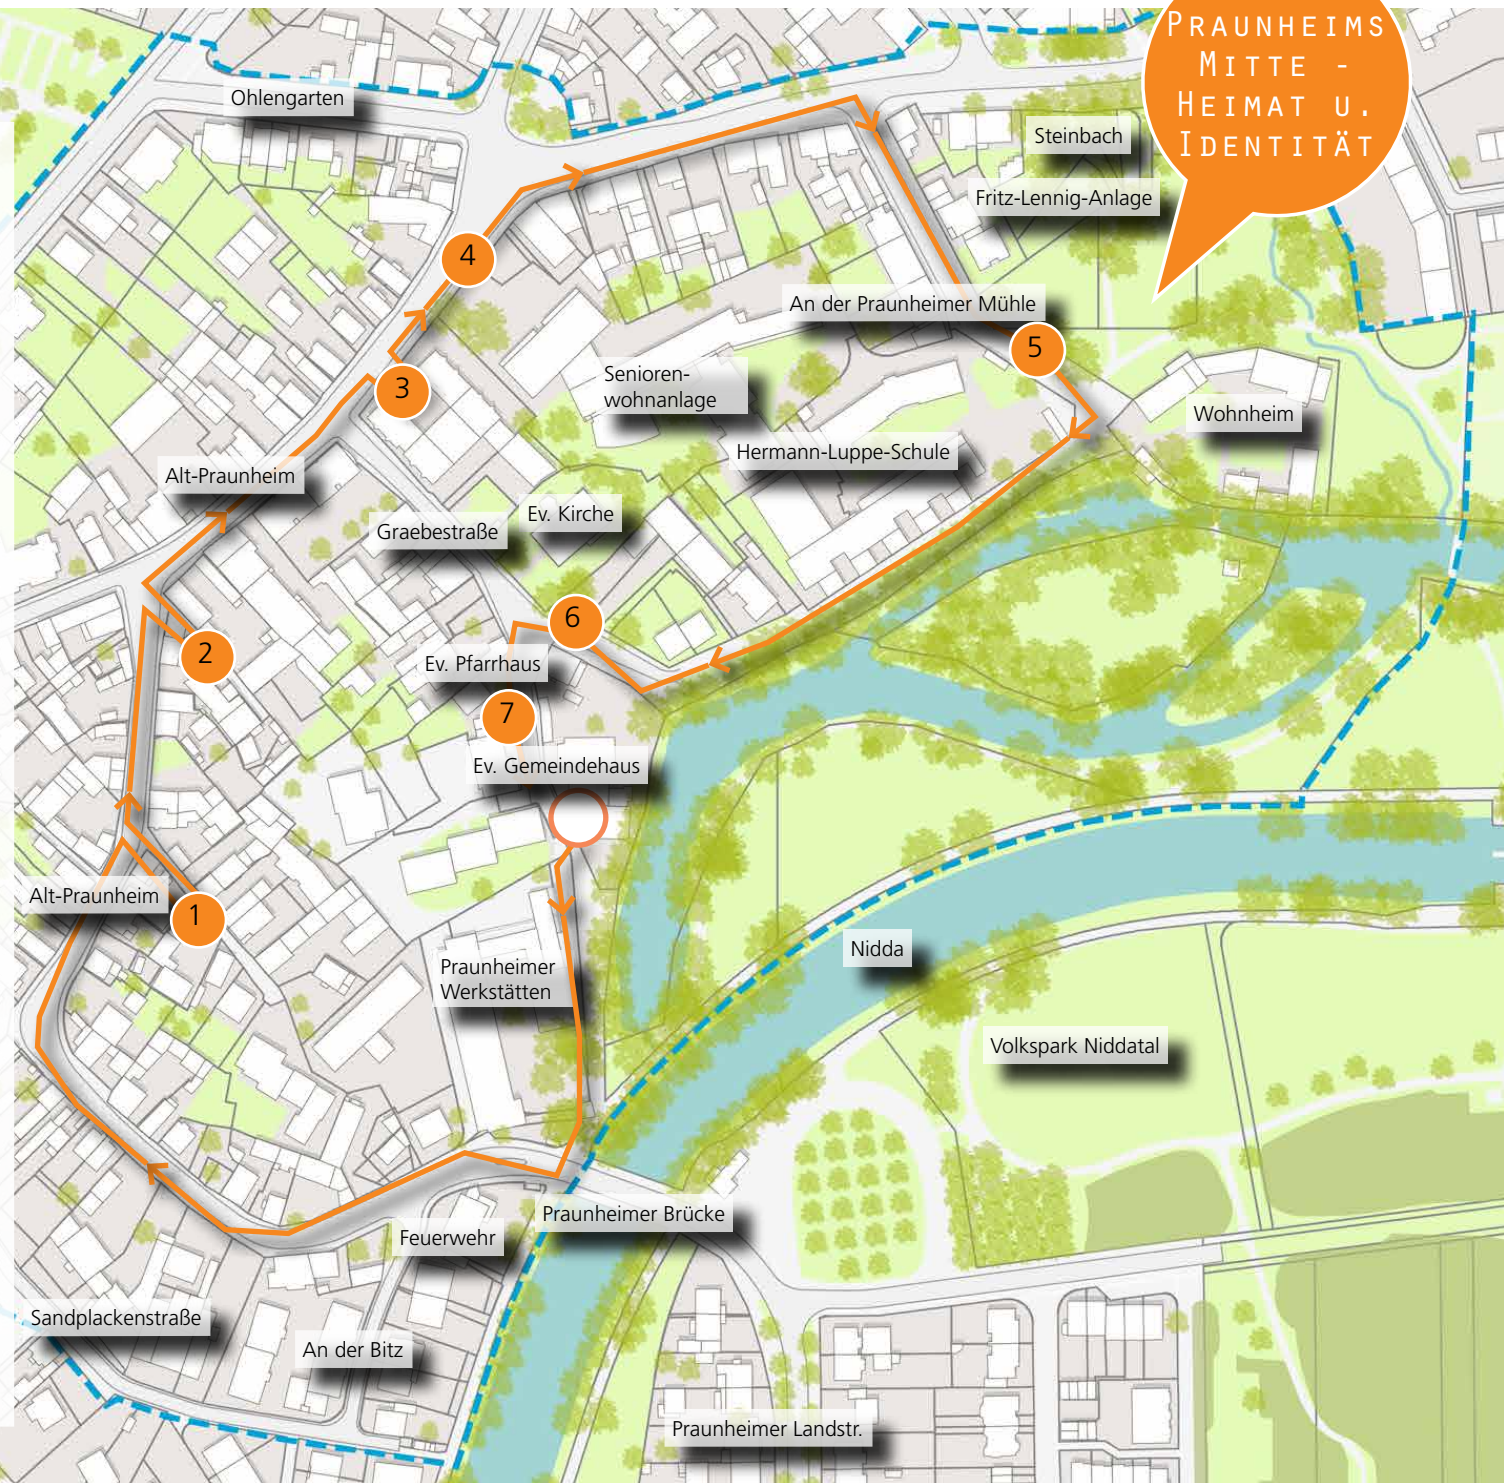 PRAUNHEIMS
MITTE -
HEIMAT U.
IDENTITÄT
Ohlengarten
Steinbach
Fritz-Lennig-Anlage
4
An der Praunheimer Mühle
5
3
Senioren-
wohnanlage
Wohnheim
Hermann-Luppe-Schule
Alt-Praunheim
Ev. Kirche
Graebestraße
6
2
Ev. Pfarrhaus
7
Ev. Gemeindehaus
Alt-Praunheim
1
Nidda
Praunheimer
Werkstätten
Volkspark Niddatal
Praunheimer Brücke
Feuerwehr
Sandplackenstraße
An der Bitz
Praunheimer Landstr.